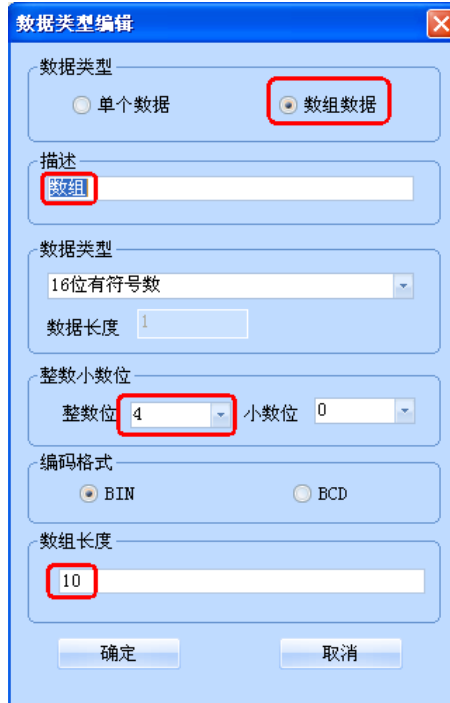 数据类型编辑
数据类型
单个数据 数组数据
描述
数组
数据类型
16位有符号数
数据长度 1
整数小数位
整数位 4 小数位 0
编码格式
BIN BCD
数组长度
10
确定 取消